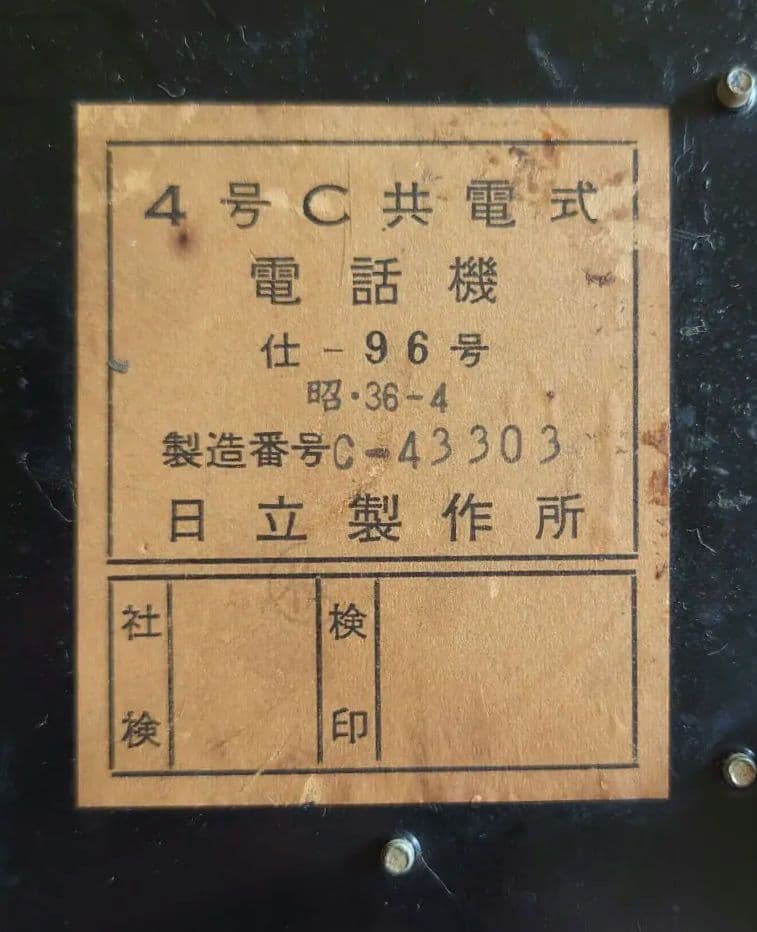 4号C共電式
電話機
仕-96号
昭・36-4
製造番号C-43303
日立製作所
社検
検印